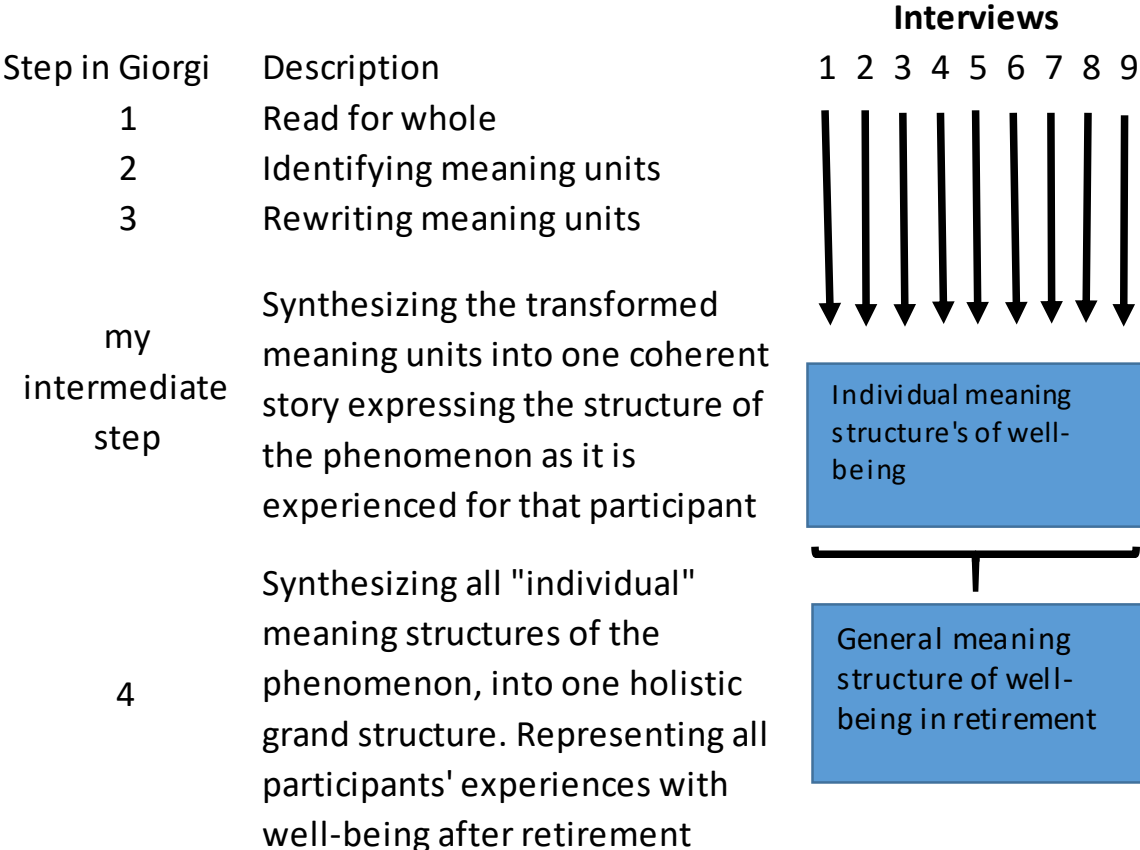 Interviews
Step in Giorgi Description 1 2 3 4 5 6 7 8 9
1 Read for whole
2 Identifying meaning units
3 Rewriting meaning units
my
intermediate
step
Synthesizing the transformed
meaning units into one coherent
story expressing the structure of
the phenomenon as it is
experienced for that participant
Individual meaning
structure's of well-
being
4
Synthesizing all "individual"
meaning structures of the
phenomenon, into one holistic
grand structure. Representing all
participants' experiences with
well-being after retirement
General meaning
structure of well-
being in retirement